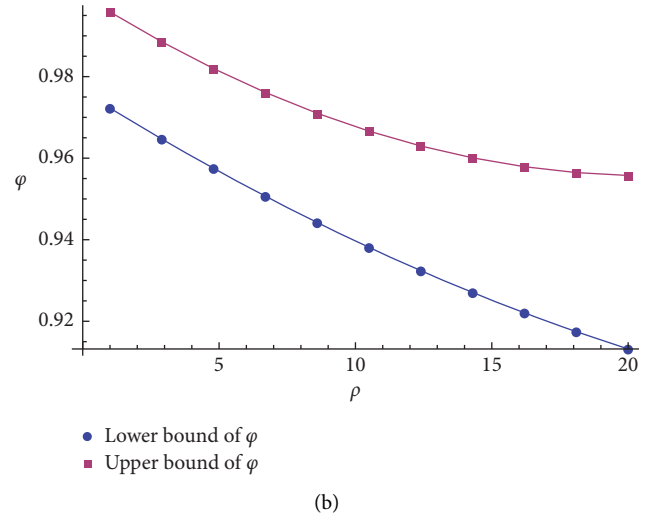 0.98
0.96
φ
0.94
0.92
5
10
15
20
ρ
Lower bound of φ
Upper bound of φ
(b)